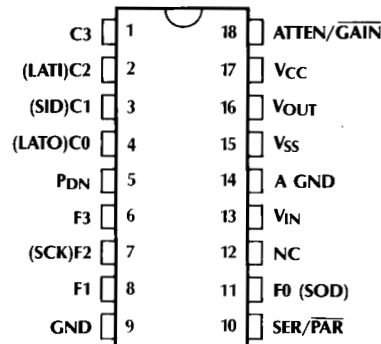 C3 1 18 ATTEN/GAIN
(LATI)C2 2 17 VCC
(SID)C1 3 16 VOUT
(LATO)C0 4 15 VSS
PDN 5 14 A GND
F3 6 13 VIN
(SCK)F2 7 12 NC
F1 8 11 F0 (SOD)
GND 9 10 SER/PAR